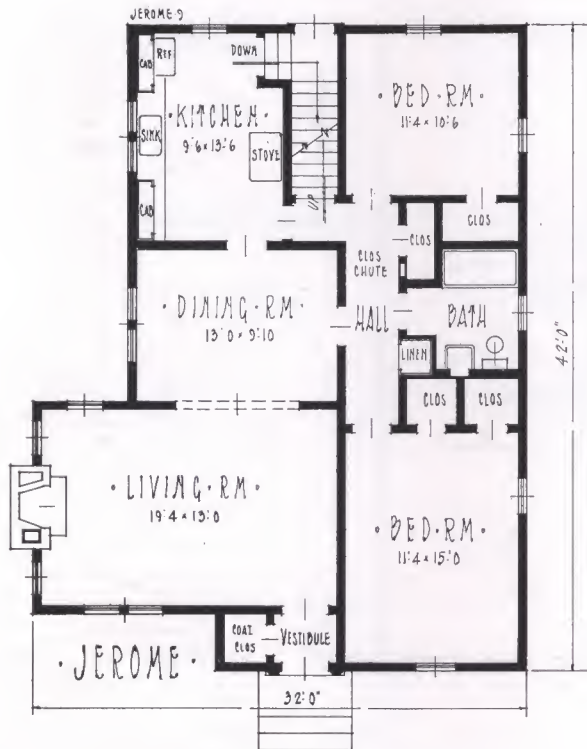 JEROME-9
DOWN
CAB
REF
· BED·RM ·
11'4 x 10'6
· KITCHEN ·
9'6 x 13'6
SINK
STOVE
CAB
UP
CLOS
CLOS
CLOS
CHUTE
· DINING·RM ·
13'0 x 9'10
HALL
BATH
LINEN
42'0"
CLOS
CLOS
· LIVING·RM ·
19'4 x 13'0
· BED·RM ·
11'4 x 15'0
COAT
CLOS
VESTIBULE
· JEROME ·
32'0"